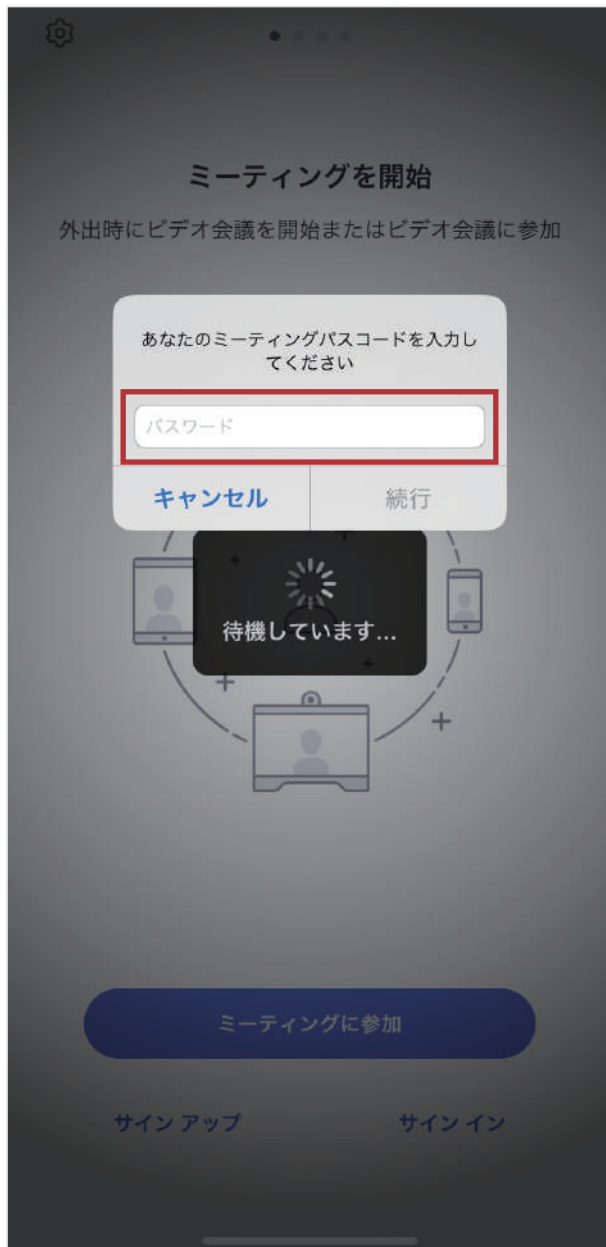 ミーティングを開始
外出時にビデオ会議を開始またはビデオ会議に参加
あなたのミーティングパスコードを入力し
てください
パスワード
キャンセル
続行
待機しています...
ミーティングに参加
サイン アップ
サイン イン